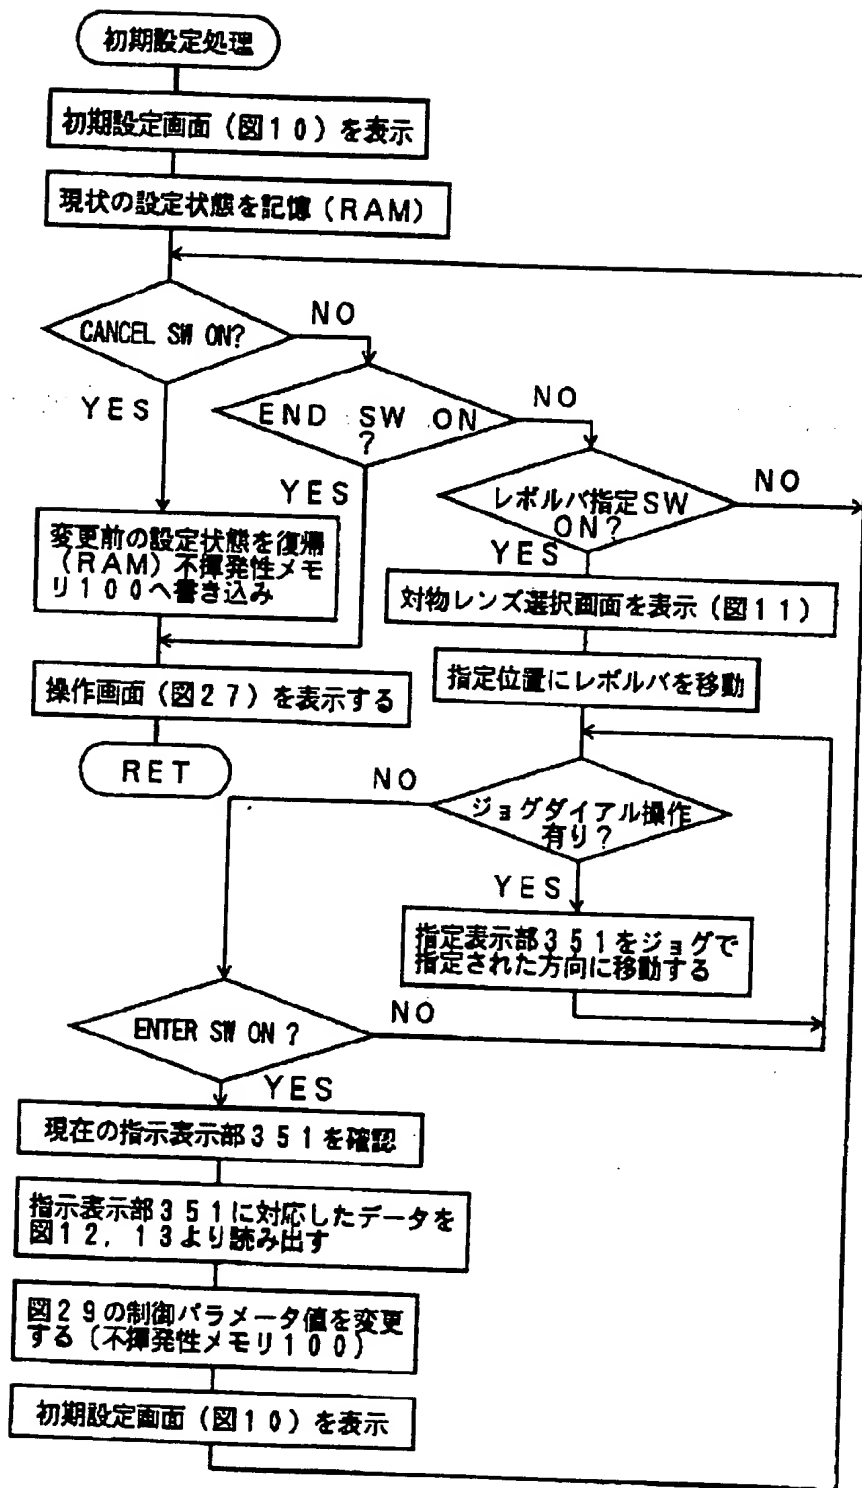 初期設定処理
初期設定画面（図１０）を表示
現状の設定状態を記憶（ＲＡＭ）
CANCEL SW ON?
NO
YES
END SW ON
?
NO
YES
レボルバ指定SW
ON?
NO
YES
変更前の設定状態を復帰
（RAM）不揮発性メモ
リ１００へ書き込み
対物レンズ選択画面を表示（図１１）
操作画面（図２７）を表示する
指定位置にレボルバを移動
RET
NO
ジョグダイアル操作
有り？
YES
指定表示部３５１をジョグで
指定された方向に移動する
ENTER SW ON ?
NO
YES
現在の指示表示部３５１を確認
指示表示部３５１に対応したデータを
図１２，１３より読み出す
図２９の制御パラメータ値を変更
する（不揮発性メモリ１００）
初期設定画面（図１０）を表示